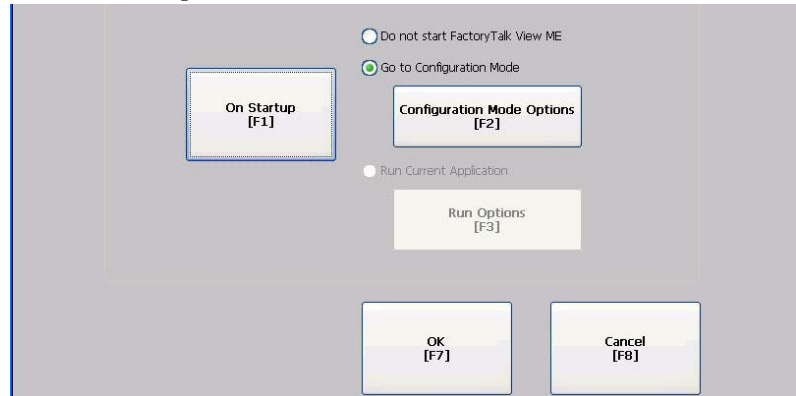 Do not start FactoryTalk View ME
Go to Configuration Mode
On Startup
[F1]
Configuration Mode Options
[F2]
Run Current Application
Run Options
[F3]
OK
[F7]
Cancel
[F8]